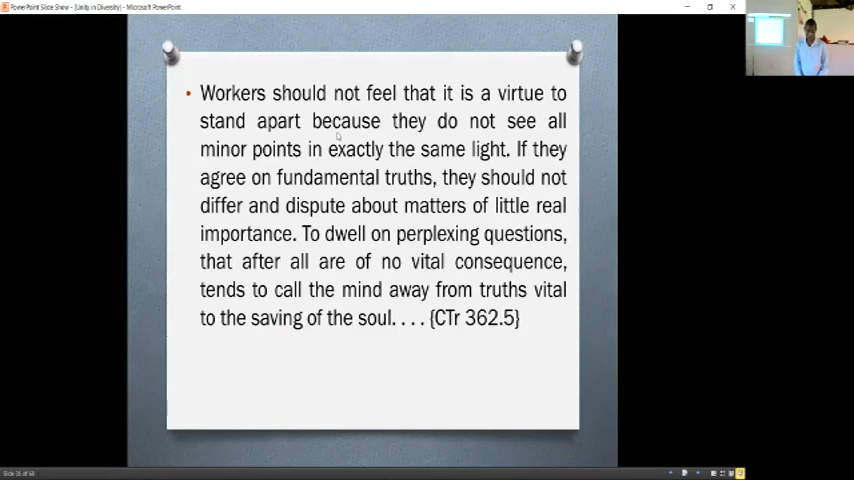 PowerPoint Slide Show - [Unity in Diversity] - Microsoft PowerPoint
• Workers should not feel that it is a virtue to
stand apart because they do not see all
minor points in exactly the same light. If they
agree on fundamental truths, they should not
differ and dispute about matters of little real
importance. To dwell on perplexing questions,
that after all are of no vital consequence,
tends to call the mind away from truths vital
to the saving of the soul. . . . {CTr 362.5}